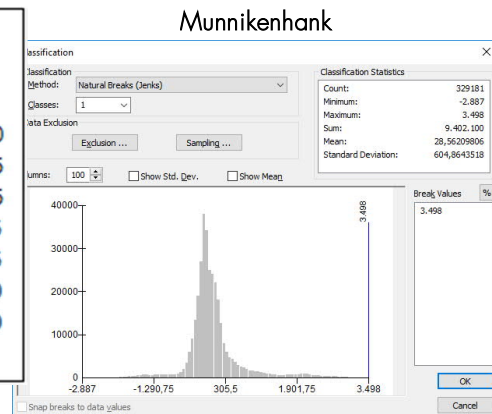 Munnikenhank
lassification
Classification
Method: Natural Breaks (Jenks)
Classes: 1
Data Exclusion
Exclusion ... Sampling ...
umns: 100 Show Std. Dev. Show Mean
Classification Statistics
Count: 329181
Minimum: -2.887
Maximum: 3.498
Sum: 9.402.100
Mean: 28,56209806
Standard Deviation: 604,8643518
Break Values %
3.498
40000
30000
20000
10000
0
3.498
-2.887 -1.290,75 305,5 1.901,75 3.498
OK
Cancel
Snap breaks to data values